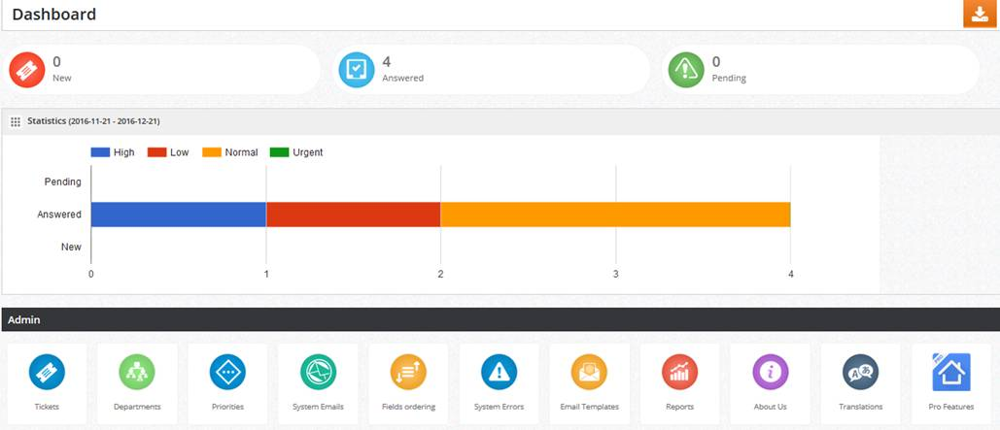 Dashboard
0
New
4
Answered
0
Pending
Statistics (2016-11-21 - 2016-12-21)
High Low Normal Urgent
Pending
Answered
New
0 1 2 3 4
Admin
Tickets Departments Priorities System Emails Fields ordering System Errors Email Templates Reports About Us Translations Pro Features